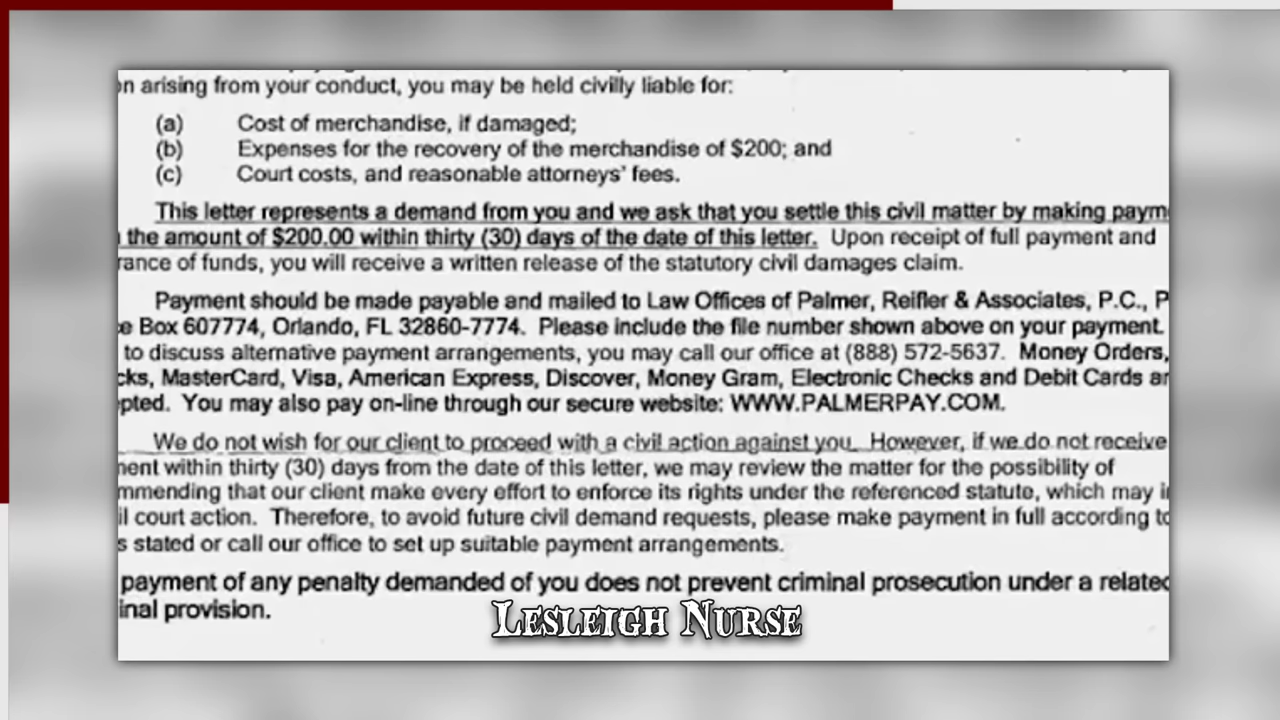 on arising from your conduct, you may be held civilly liable for:
(a) Cost of merchandise, if damaged;
(b) Expenses for the recovery of the merchandise of $200; and
(c) Court costs, and reasonable attorneys' fees.
This letter represents a demand from you and we ask that you settle this civil matter by making paym
the amount of $200.00 within thirty (30) days of the date of this letter. Upon receipt of full payment and
rance of funds, you will receive a written release of the statutory civil damages claim.
Payment should be made payable and mailed to Law Offices of Palmer, Reifler & Associates, P.C., P
e Box 607774, Orlando, FL 32860-7774. Please include the file number shown above on your payment.
to discuss alternative payment arrangements, you may call our office at (888) 572-5637. Money Orders,
cks, MasterCard, Visa, American Express, Discover, Money Gram, Electronic Checks and Debit Cards ar
pted. You may also pay on-line through our secure website: WWW.PALMERPAY.COM.
We do not wish for our client to proceed with a civil action against you. However, if we do not receive
ment within thirty (30) days from the date of this letter, we may review the matter for the possibility of
mmending that our client make every effort to enforce its rights under the referenced statute, which may in
il court action. Therefore, to avoid future civil demand requests, please make payment in full according to
s stated or call our office to set up suitable payment arrangements.
payment of any penalty demanded of you does not prevent criminal prosecution under a related
inal provision.
Lesleigh Nurse